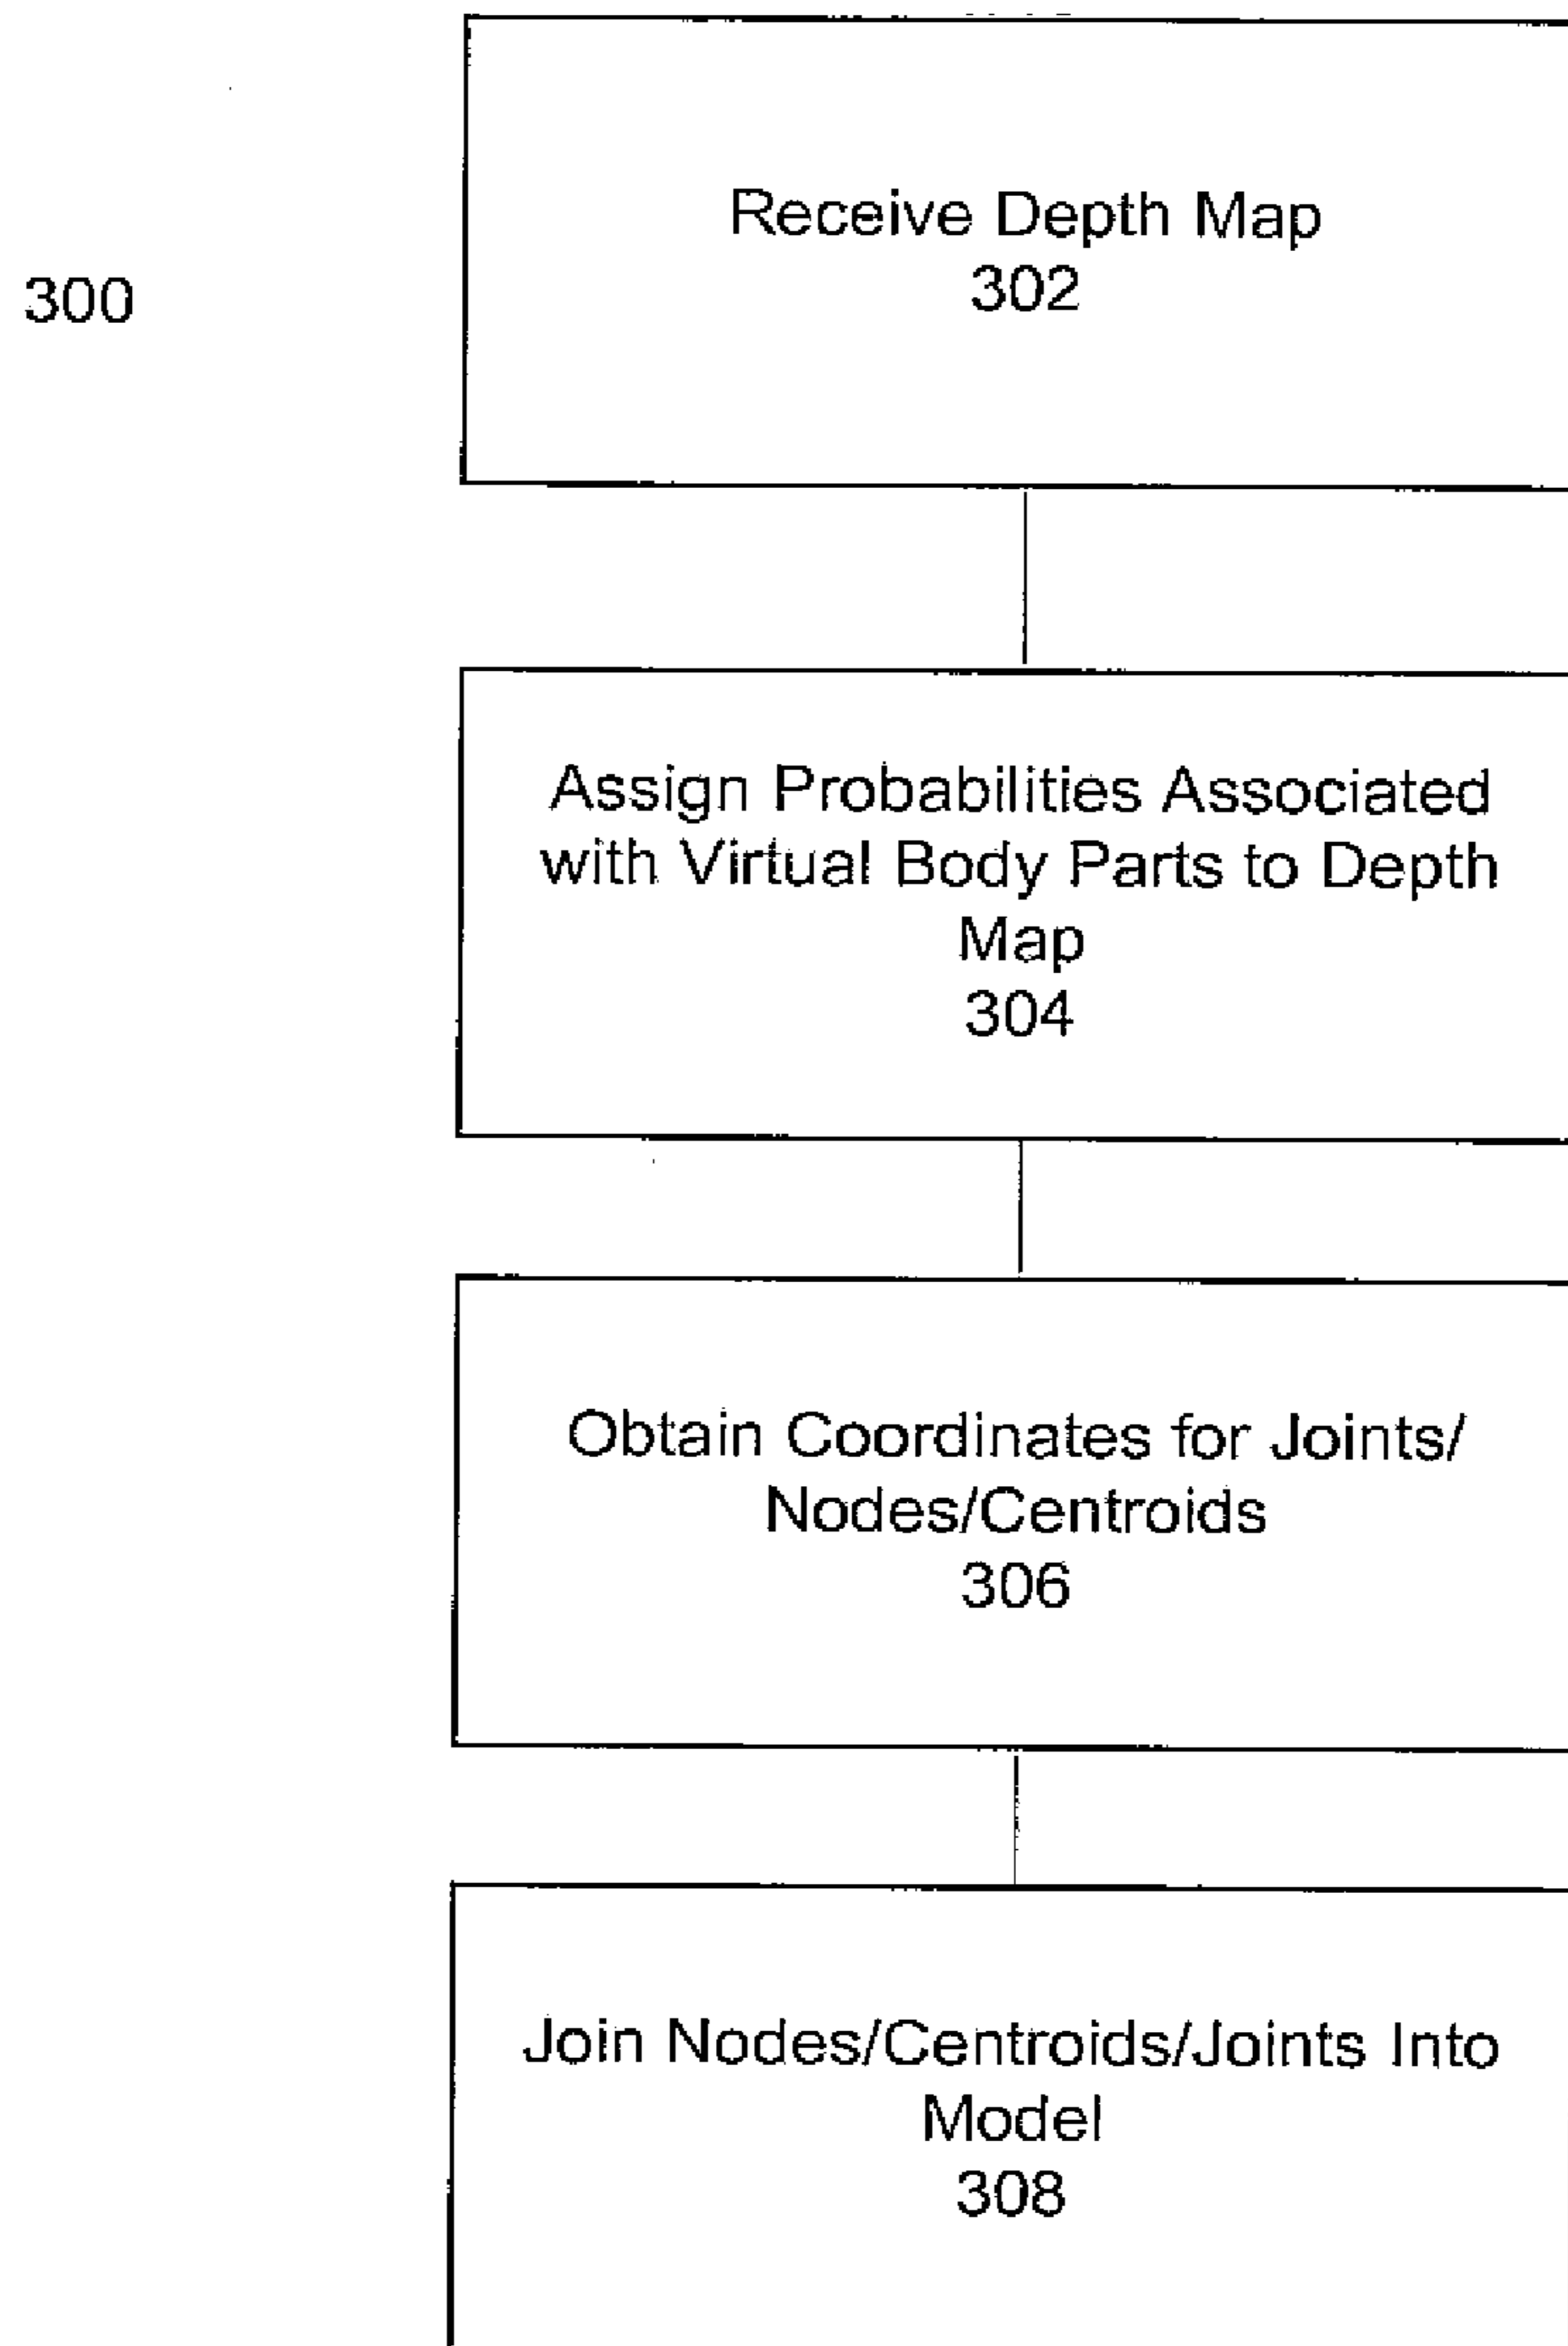 Receive Depth Map
302
300
Assign Probabilities Associated
with Virtual Body Parts to Depth
Map
304
Obtain Coordinates for Joints/
Nodes/Centroids
306
Join Nodes/Centroids/Joints Into
Model
308